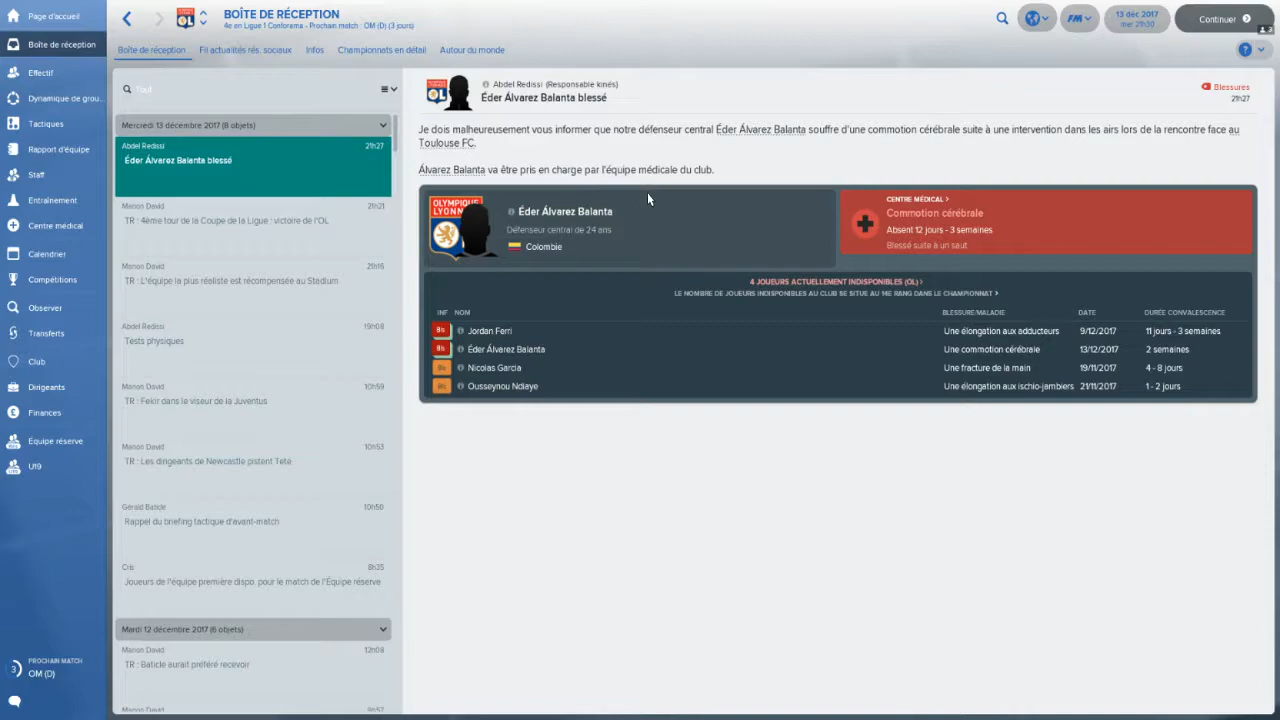 Page d'accueil
Boîte de réception
Effectif
Dynamique de grou...
Tactiques
Rapport d'équipe
Staff
Entraînement
Centre médical
Calendrier
Compétitions
Observer
Transferts
Club
Dirigeants
Finances
Équipe réserve
U19
3
PROCHAIN MATCH
OM (D)
BOÎTE DE RÉCEPTION
4e en Ligue 1 Conforama - Prochain match : OM (D) (3 jours)
FM
13 déc 2017
mer 21h30
Continuer
Boîte de réception
Fil actualités rés. sociaux
Infos
Championnats en détail
Autour du monde
?
Tout
Mercredi 13 décembre 2017 (8 objets)
Abdel Redissi 21h27
Éder Álvarez Balanta blessé
Manon David 21h21
TR : 4ème tour de la Coupe de la Ligue : victoire de l'OL
Manon David 21h16
TR : L'équipe la plus réaliste est récompensée au Stadium
Abdel Redissi 19h08
Tests physiques
Manon David 10h59
TR : Fekir dans le viseur de la Juventus
Manon David 10h53
TR : Les dirigeants de Newcastle pistent Tete
Gérald Baticle 10h50
Rappel du briefing tactique d'avant-match
Cris 8h35
Joueurs de l'équipe première dispo. pour le match de l'Équipe réserve
Mardi 12 décembre 2017 (6 objets)
Manon David 12h08
TR : Baticle aurait préféré recevoir
Manon David 9h57
Abdel Redissi (Responsable kinés)
Éder Álvarez Balanta blessé
Blessures
21h27
Je dois malheureusement vous informer que notre défenseur central Éder Álvarez Balanta souffre d'une commotion cérébrale suite à une intervention dans les airs lors de la rencontre face au
Toulouse FC.
Álvarez Balanta va être pris en charge par l'équipe médicale du club.
OLYMPIQUE
LYONNAIS
Éder Álvarez Balanta
Défenseur central de 24 ans
Colombie
CENTRE MÉDICAL >
Commotion cérébrale
Absent 12 jours - 3 semaines
Blessé suite à un saut
4 JOUEURS ACTUELLEMENT INDISPONIBLES (OL) >
LE NOMBRE DE JOUEURS INDISPONIBLES AU CLUB SE SITUE AU 14E RANG DANS LE CHAMPIONNAT >
INF NOM BLESSURE/MALADIE DATE DURÉE CONVALESCENCE
Bls Jordan Ferri Une élongation aux adducteurs 9/12/2017 11 jours - 3 semaines
Bls Éder Álvarez Balanta Une commotion cérébrale 13/12/2017 2 semaines
Bls Nicolas Garcia Une fracture de la main 19/11/2017 4 - 8 jours
Bls Ousseynou Ndiaye Une élongation aux ischio-jambiers 21/11/2017 1 - 2 jours